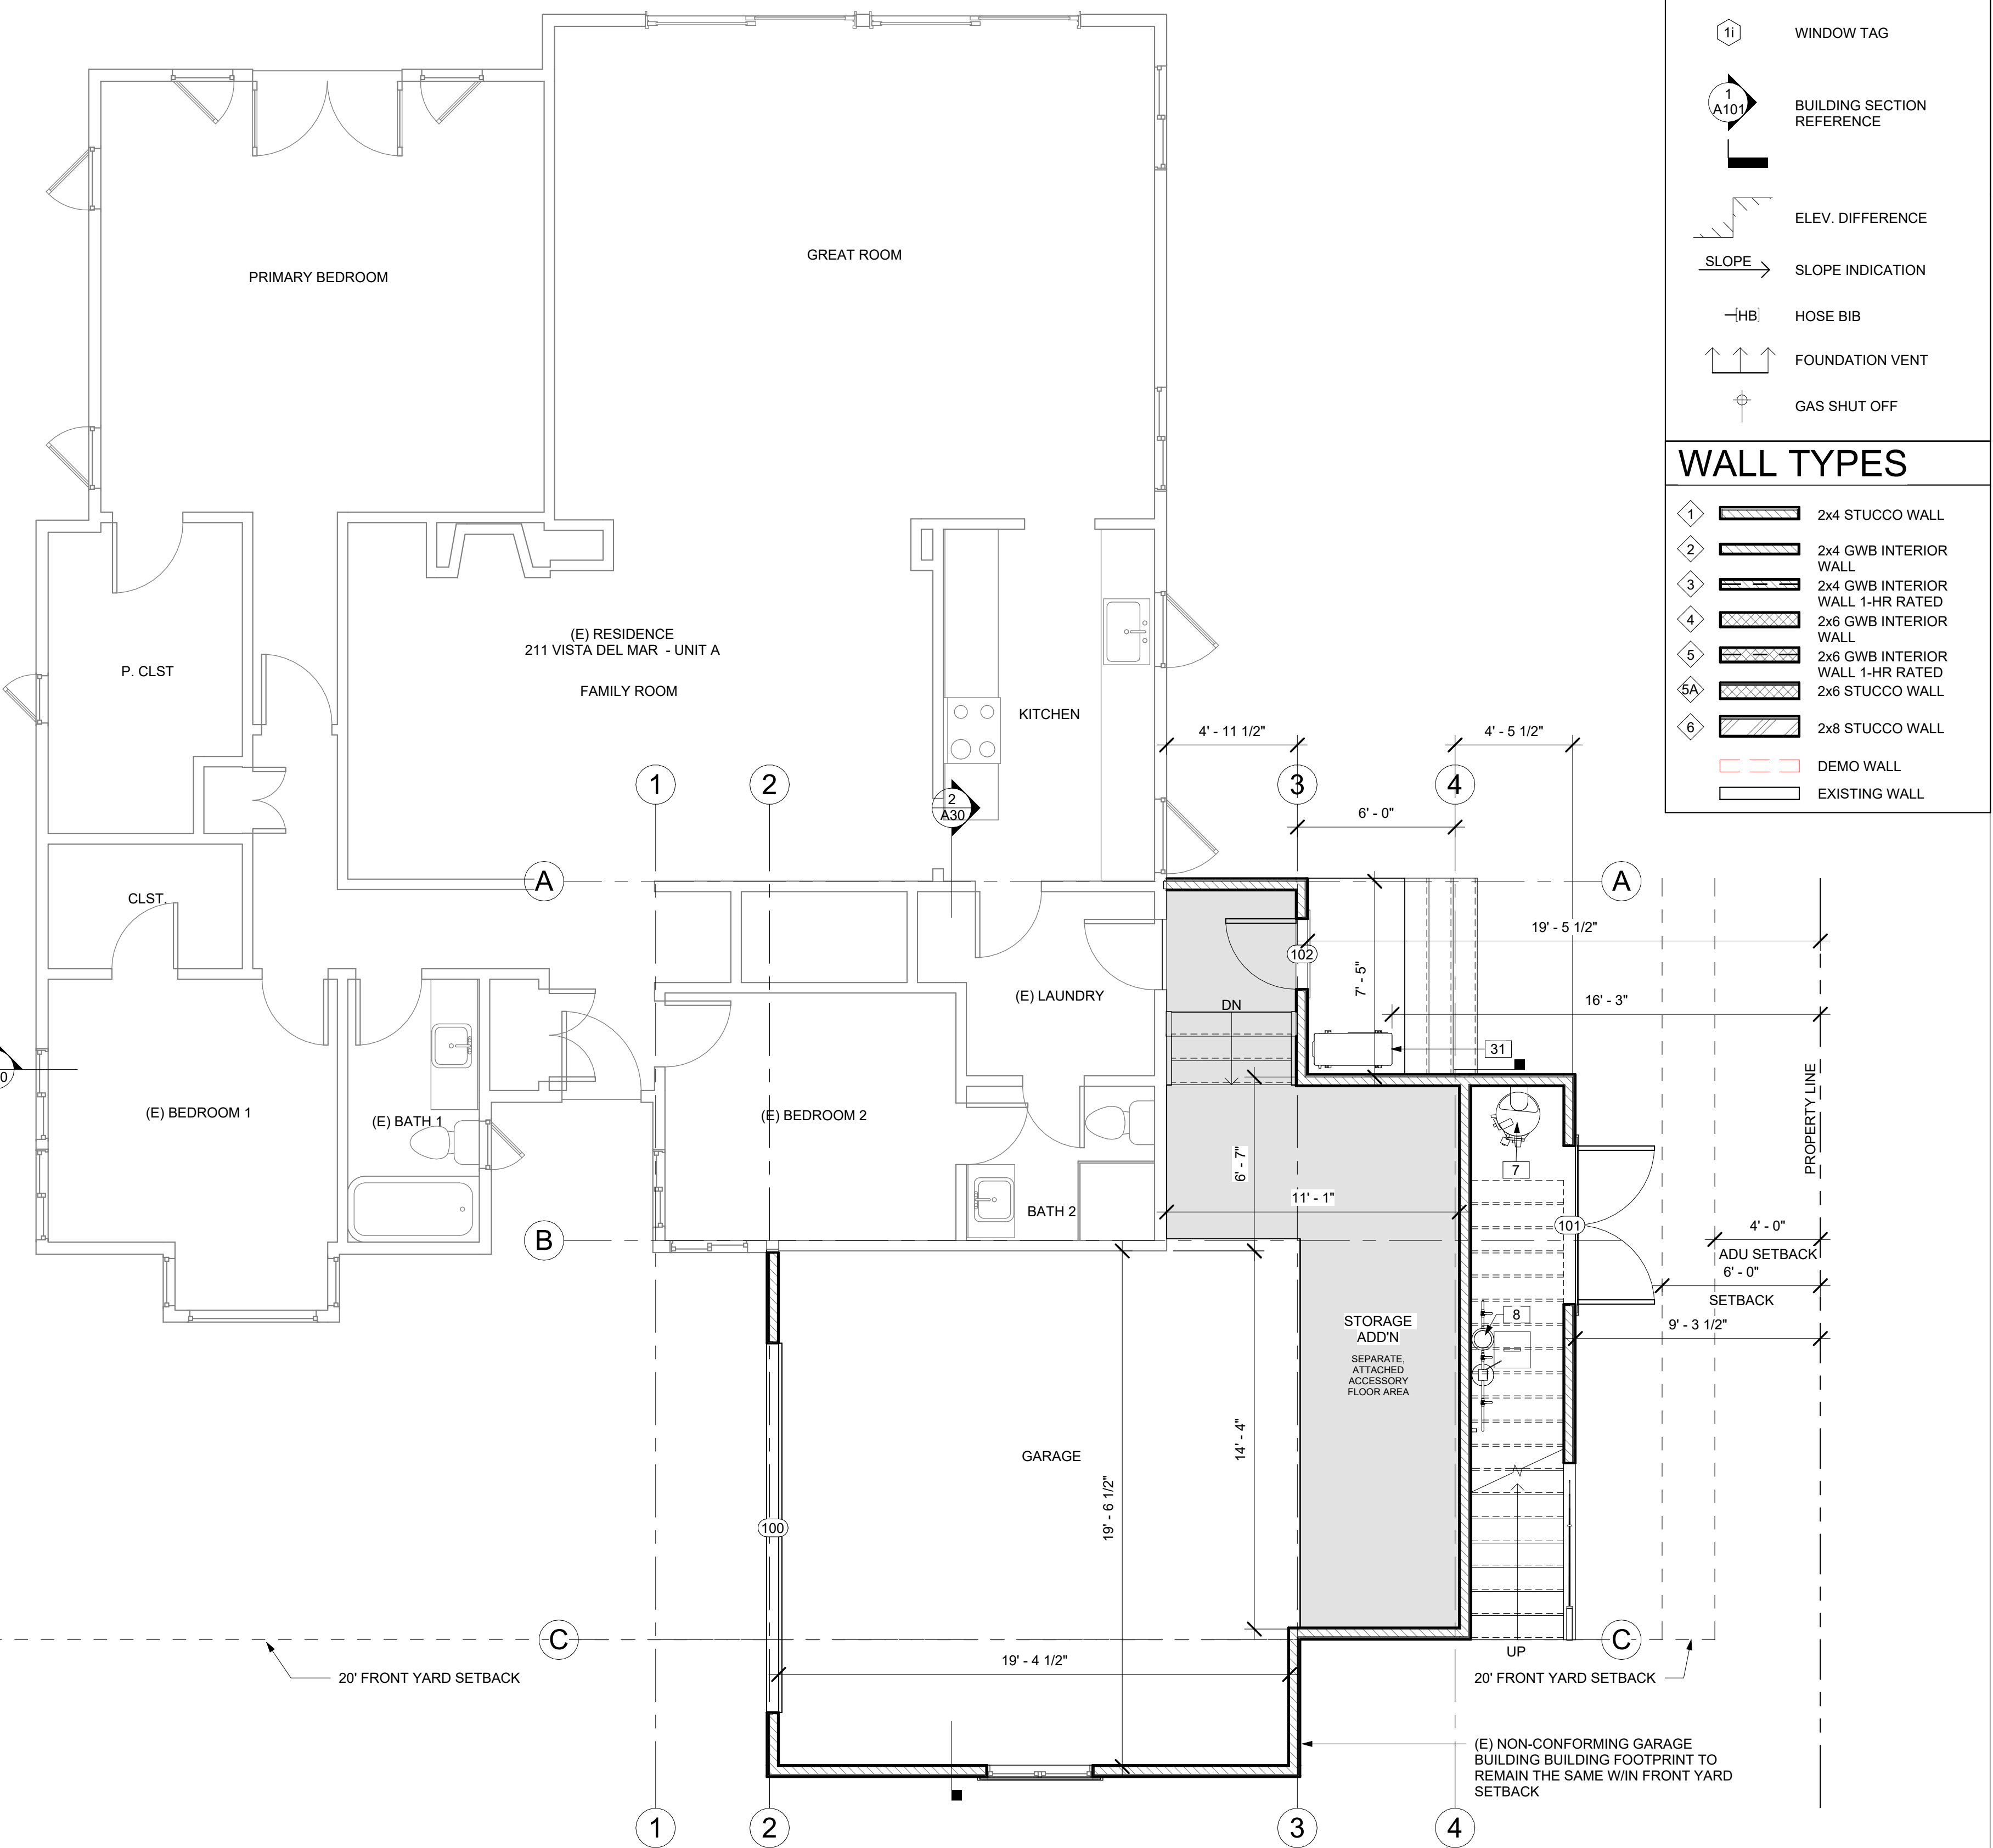 1i
WINDOW TAG
1
A101
BUILDING SECTION
REFERENCE
ELEV. DIFFERENCE
SLOPE
SLOPE INDICATION
HB
HOSE BIB
FOUNDATION VENT
GAS SHUT OFF
WALL TYPES
1
2x4 STUCCO WALL
2
2x4 GWB INTERIOR
WALL
3
2x4 GWB INTERIOR
WALL 1-HR RATED
4
2x6 GWB INTERIOR
WALL
5
2x6 GWB INTERIOR
WALL 1-HR RATED
5A
2x6 STUCCO WALL
6
2x8 STUCCO WALL
DEMO WALL
EXISTING WALL
PRIMARY BEDROOM
GREAT ROOM
(E) RESIDENCE
211 VISTA DEL MAR - UNIT A
FAMILY ROOM
P. CLST
KITCHEN
4' - 11 1/2"
4' - 5 1/2"
1
2
3
4
2
A30
6' - 0"
A
A
CLST.
19' - 5 1/2"
102
7' - 5"
(E) LAUNDRY
DN
16' - 3"
31
0
(E) BEDROOM 1
(E) BATH 1
(E) BEDROOM 2
PROPERTY LINE
6' - 7"
7
11' - 1"
BATH 2
101
B
4' - 0"
ADU SETBACK
6' - 0"
SETBACK
8
9' - 3 1/2"
STORAGE
ADD'N
SEPARATE,
ATTACHED
ACCESSORY
FLOOR AREA
14' - 4"
GARAGE
19' - 6 1/2"
100
C
C
UP
19' - 4 1/2"
20' FRONT YARD SETBACK
20' FRONT YARD SETBACK
(E) NON-CONFORMING GARAGE
BUILDING BUILDING FOOTPRINT TO
REMAIN THE SAME W/IN FRONT YARD
SETBACK
1
2
3
4